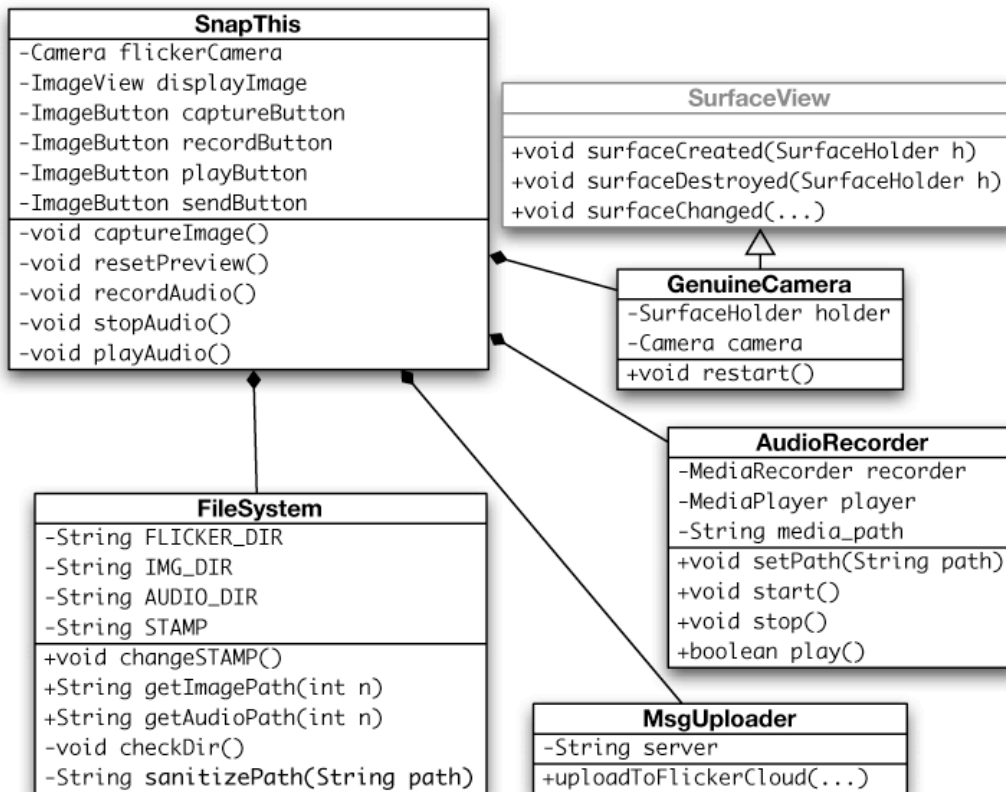 SnapThis
-Camera flickerCamera
-ImageView displayImage
-ImageButton captureButton
-ImageButton recordButton
-ImageButton playButton
-ImageButton sendButton
-void captureImage()
-void resetPreview()
-void recordAudio()
-void stopAudio()
-void playAudio()
SurfaceView
+void surfaceCreated(SurfaceHolder h)
+void surfaceDestroyed(SurfaceHolder h)
+void surfaceChanged(...)
GenuineCamera
-SurfaceHolder holder
-Camera camera
+void restart()
AudioRecorder
-MediaRecorder recorder
-MediaPlayer player
-String media_path
+void setPath(String path)
+void start()
+void stop()
+boolean play()
FileSystem
-String FLICKER_DIR
-String IMG_DIR
-String AUDIO_DIR
-String STAMP
+void changeSTAMP()
+String getImagePath(int n)
+String getAudioPath(int n)
-void checkDir()
-String sanitizePath(String path)
MsgUploader
-String server
+uploadToFlickerCloud(...)